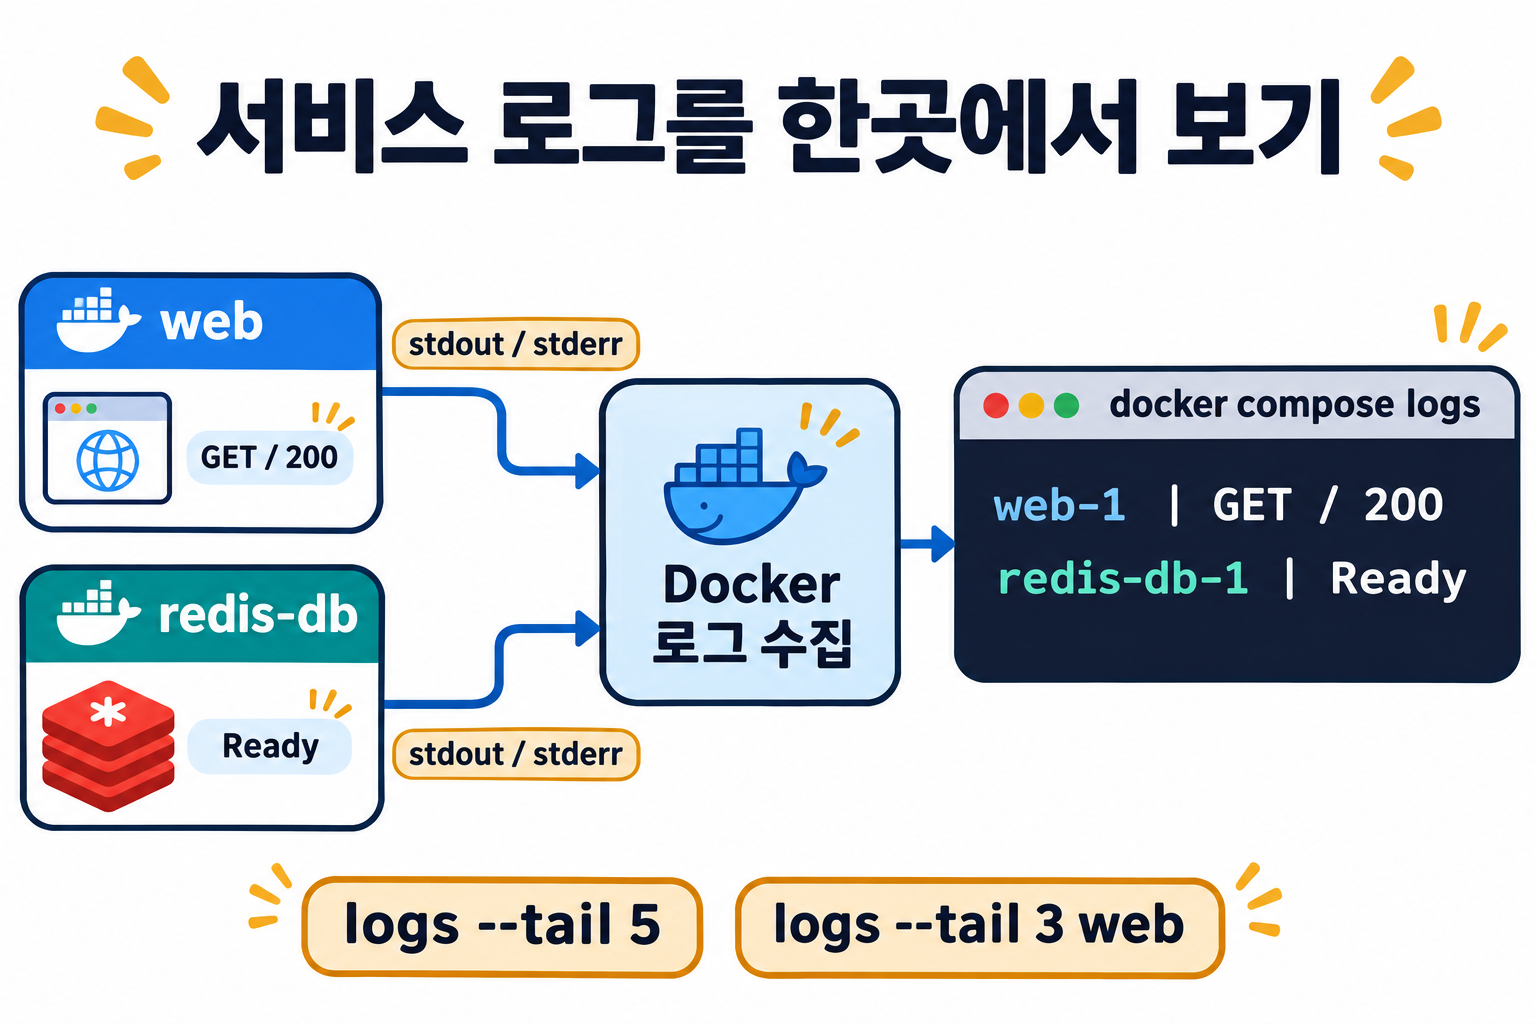 서비스 로그를 한곳에서 보기
web
GET / 200
stdout / stderr
redis-db
Ready
stdout / stderr
Docker
로그 수집
docker compose logs
web-1 | GET / 200
redis-db-1 | Ready
logs --tail 5
logs --tail 3 web